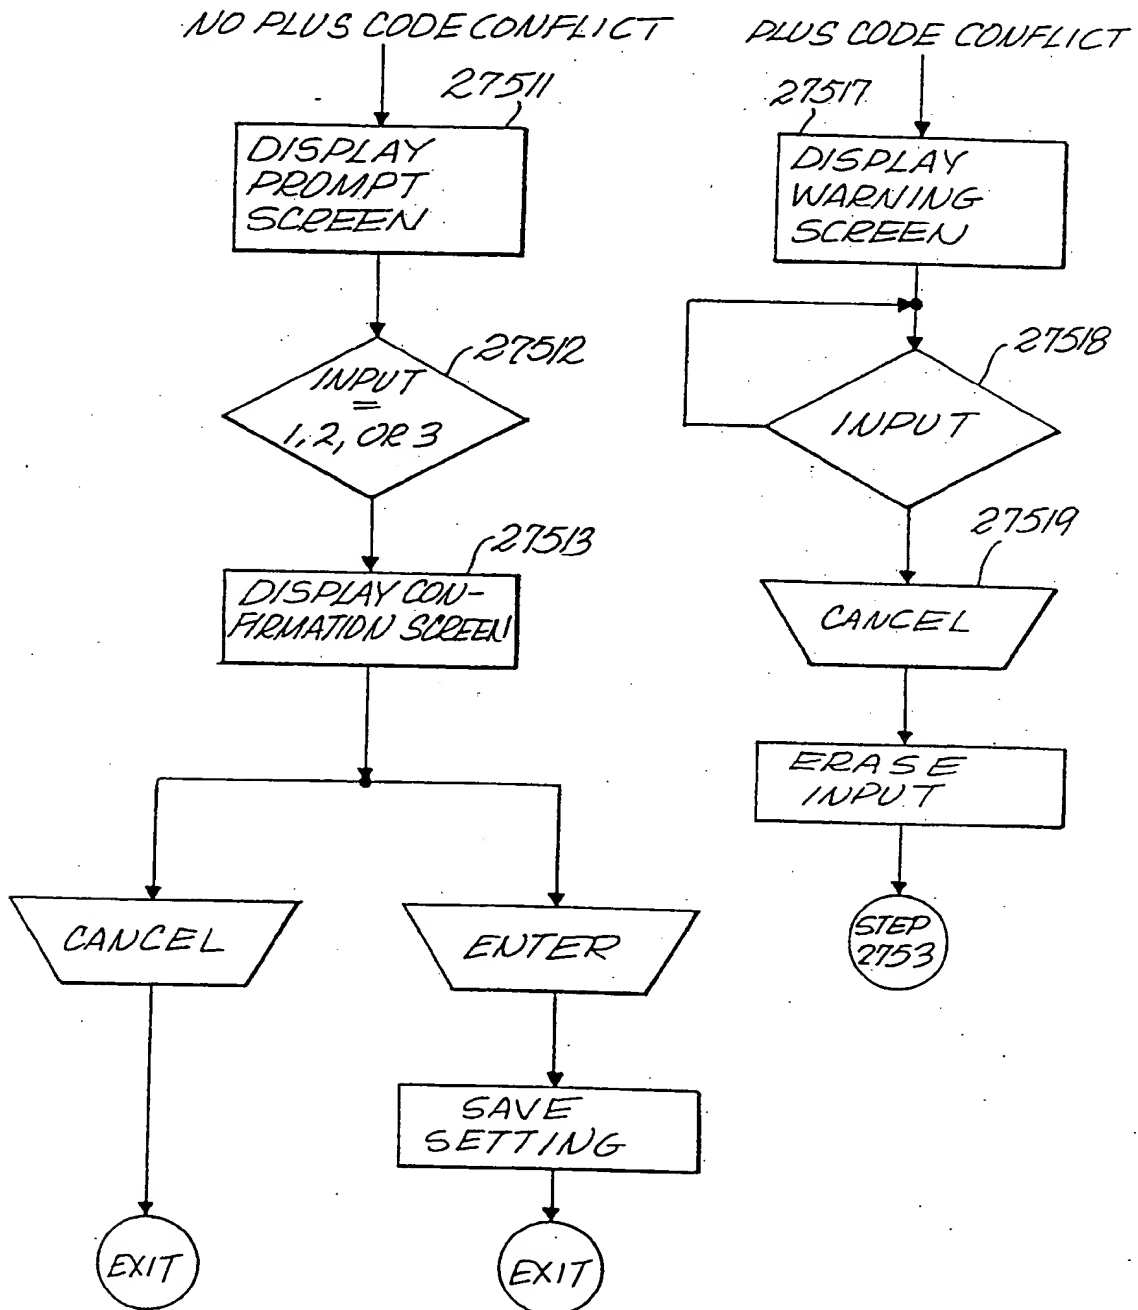 NO PLUS CODE CONFLICT
27511
DISPLAY
PROMPT
SCREEN
27512
INPUT
=
1, 2, OR 3
27513
DISPLAY CON-
FIRMATION SCREEN
CANCEL
ENTER
SAVE
SETTING
EXIT
EXIT
PLUS CODE CONFLICT
27517
DISPLAY
WARNING
SCREEN
27518
INPUT
27519
CANCEL
ERASE
INPUT
STEP
2753